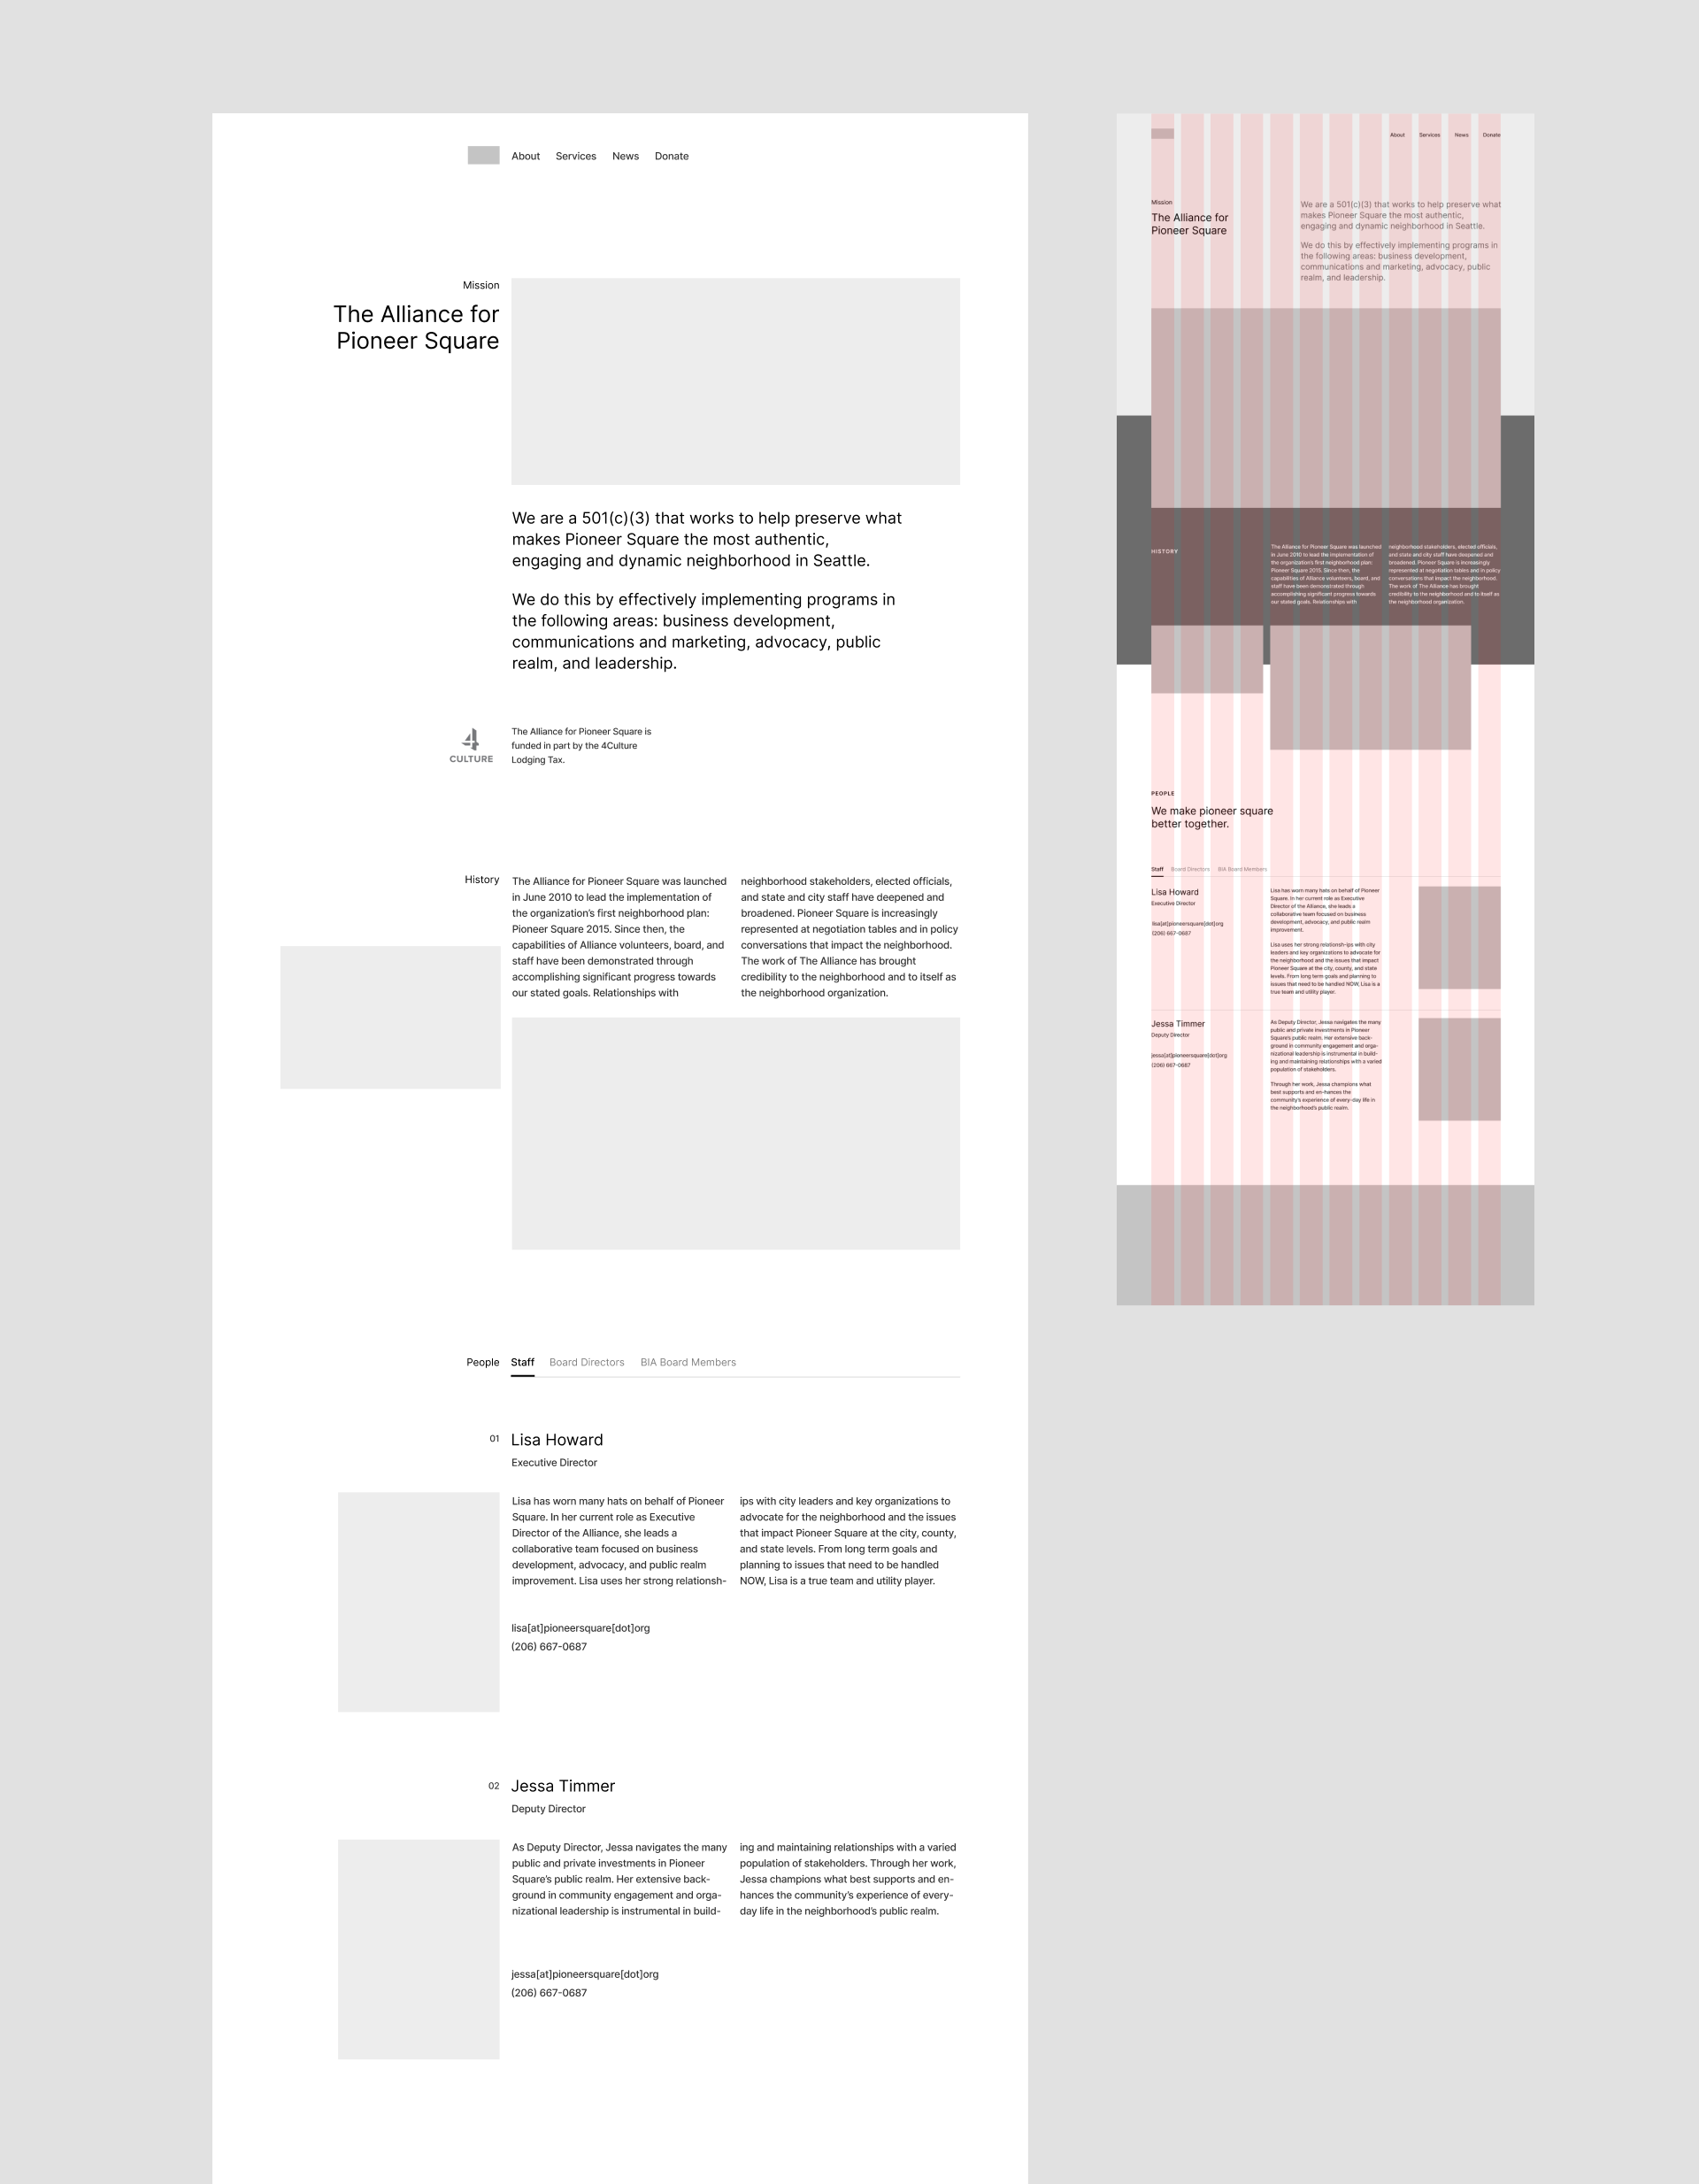 About Services News Donate
Mission
The Alliance for
Pioneer Square
We are a 501(c)(3) that works to help preserve what
makes Pioneer Square the most authentic,
engaging and dynamic neighborhood in Seattle.
We do this by effectively implementing programs in
the following areas: business development,
communications and marketing, advocacy, public
realm, and leadership.
4
CULTURE
The Alliance for Pioneer Square is
funded in part by the 4Culture
Lodging Tax.
History
The Alliance for Pioneer Square was launched
in June 2010 to lead the implementation of
the organization's first neighborhood plan:
Pioneer Square 2015. Since then, the
capabilities of Alliance volunteers, board, and
staff have been demonstrated through
accomplishing significant progress towards
our stated goals. Relationships with
neighborhood stakeholders, elected officials,
and state and city staff have deepened and
broadened. Pioneer Square is increasingly
represented at negotiation tables and in policy
conversations that impact the neighborhood.
The work of The Alliance has brought
credibility to the neighborhood and to itself as
the neighborhood organization.
People Staff Board Directors BIA Board Members
01 Lisa Howard
Executive Director
Lisa has worn many hats on behalf of Pioneer
Square. In her current role as Executive
Director of the Alliance, she leads a
collaborative team focused on business
development, advocacy, and public realm
improvement. Lisa uses her strong relationsh-
ips with city leaders and key organizations to
advocate for the neighborhood and the issues
that impact Pioneer Square at the city, county,
and state levels. From long term goals and
planning to issues that need to be handled
NOW, Lisa is a true team and utility player.
lisa[at]pioneersquare[dot]org
(206) 667-0687
02 Jessa Timmer
Deputy Director
As Deputy Director, Jessa navigates the many
public and private investments in Pioneer
Square's public realm. Her extensive back-
ground in community engagement and orga-
nizational leadership is instrumental in build-
ing and maintaining relationships with a varied
population of stakeholders. Through her work,
Jessa champions what best supports and en-
hances the community's experience of every-
day life in the neighborhood's public realm.
jessa[at]pioneersquare[dot]org
(206) 667-0687
About Services News Donate
Mission
The Alliance for
Pioneer Square
We are a 501(c)(3) that works to help preserve what
makes Pioneer Square the most authentic,
engaging and dynamic neighborhood in Seattle.
We do this by effectively implementing programs in
the following areas: business development,
communications and marketing, advocacy, public
realm, and leadership.
HISTORY
The Alliance for Pioneer Square was launched
in June 2010 to lead the implementation of
the organization's first neighborhood plan:
Pioneer Square 2015. Since then, the
capabilities of Alliance volunteers, board, and
staff have been demonstrated through
accomplishing significant progress towards
our stated goals. Relationships with
neighborhood stakeholders, elected officials,
and state and city staff have deepened and
broadened. Pioneer Square is increasingly
represented at negotiation tables and in policy
conversations that impact the neighborhood.
The work of The Alliance has brought
credibility to the neighborhood and to itself as
the neighborhood organization.
PEOPLE
We make pioneer square
better together.
Staff Board Directors BIA Board Members
Lisa Howard
Executive Director
lisa[at]pioneersquare[dot]org
(206) 667-0687
Lisa has worn many hats on behalf of Pioneer
Square. In her current role as Executive
Director of the Alliance, she leads a
collaborative team focused on business
development, advocacy, and public realm
improvement.
Lisa uses her strong relationsh-ips with city
leaders and key organizations to advocate for
the neighborhood and the issues that impact
Pioneer Square at the city, county, and state
levels. From long term goals and planning to
issues that need to be handled NOW, Lisa is a
true team and utility player.
Jessa Timmer
Deputy Director
jessa[at]pioneersquare[dot]org
(206) 667-0687
As Deputy Director, Jessa navigates the many
public and private investments in Pioneer
Square's public realm. Her extensive back-
ground in community engagement and orga-
nizational leadership is instrumental in build-
ing and maintaining relationships with a varied
population of stakeholders.
Through her work, Jessa champions what
best supports and en-hances the
community's experience of every-day life in
the neighborhood's public realm.